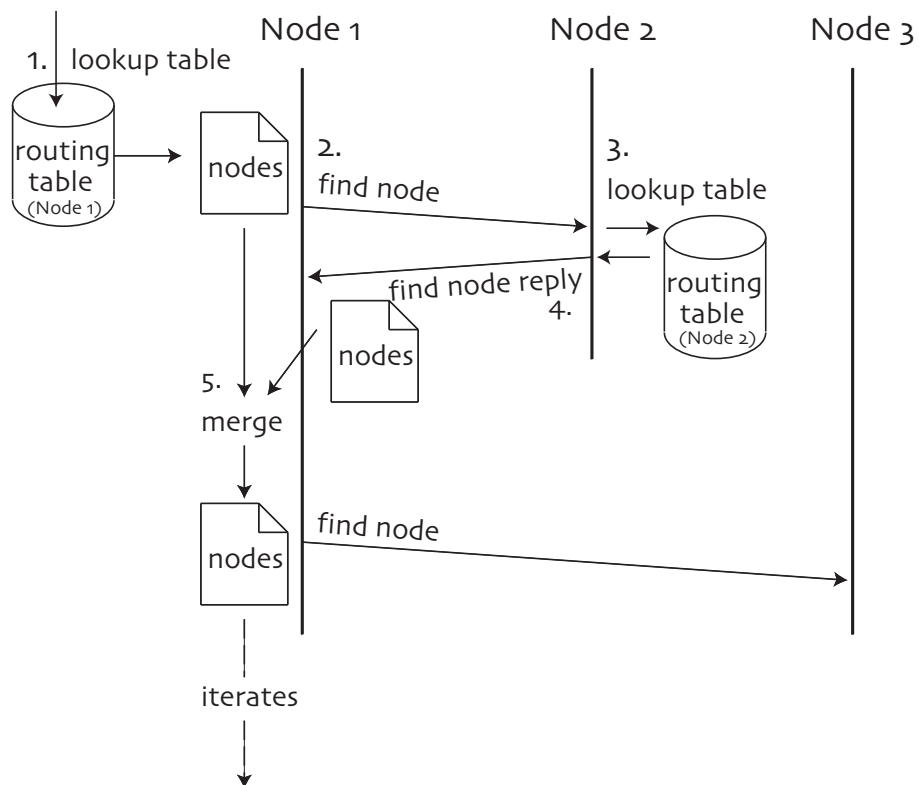 Node 1
Node 2
Node 3
1. lookup table
routing
table
(Node 1)
nodes
2.
find node
3.
lookup table
routing
table
(Node 2)
find node reply
4.
nodes
5.
merge
nodes
find node
iterates